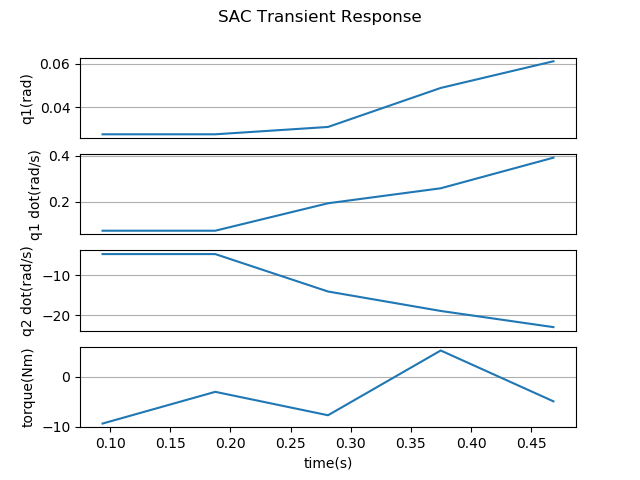 SAC Transient Response
0.06
0.04
q1(rad)
0.4
0.2
q1 dot(rad/s)
−10
−20
q2 dot(rad/s)
0
−10
torque(Nm)
0.10 0.15 0.20 0.25 0.30 0.35 0.40 0.45
time(s)